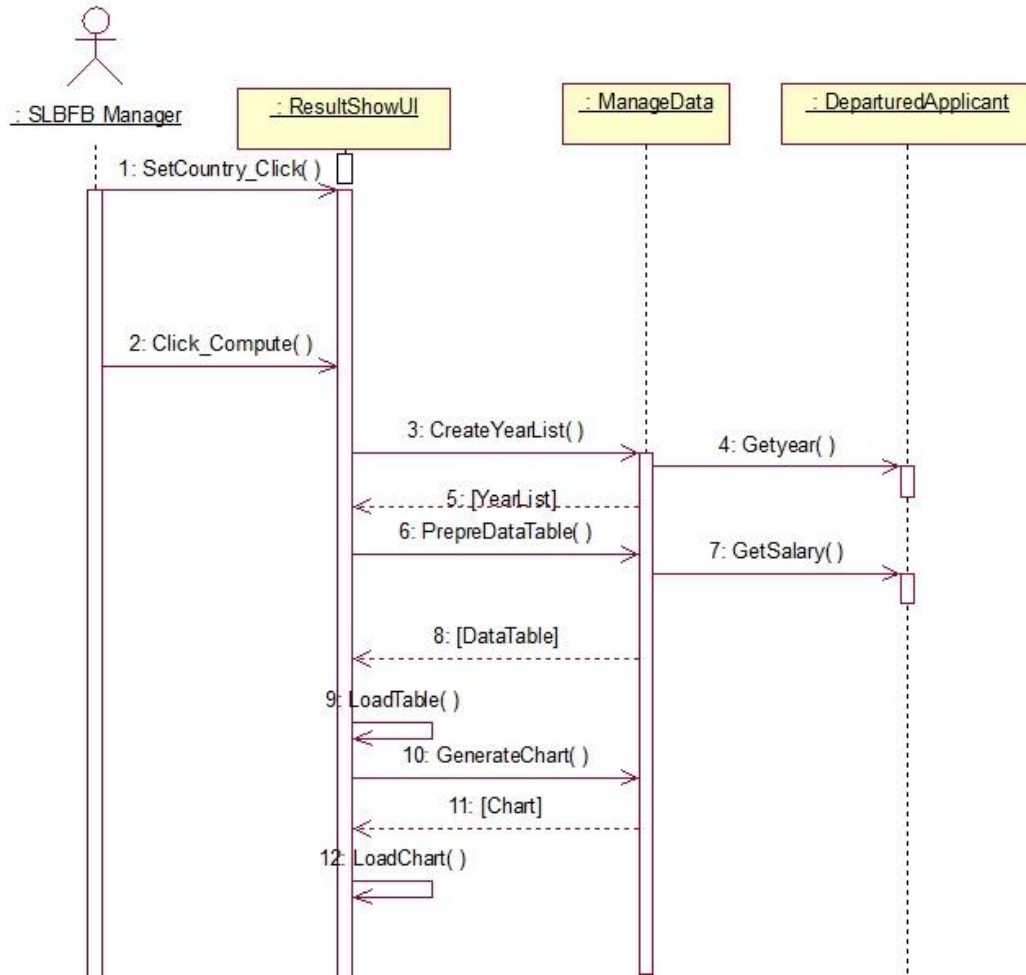 : SLBFB Manager
: ResultShowUI
: ManageData
: DeparturedApplicant
1: SetCountry_Click( )
2: Click_Compute( )
3: CreateYearList( )
4: Getyear( )
5: [YearList]
6: PrepreDataTable( )
7: GetSalary( )
8: [DataTable]
9: LoadTable( )
10: GenerateChart( )
11: [Chart]
12: LoadChart( )